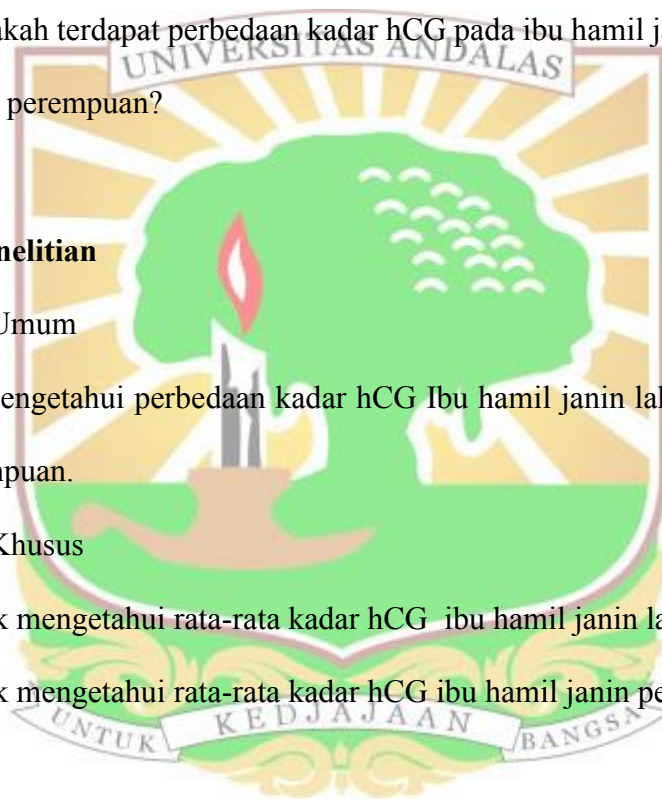 akah terdapat perbedaan kadar hCG pada ibu hamil ja
UNIVERSITAS ANDALAS
perempuan?
nelitian
Umum
engetahui perbedaan kadar hCG Ibu hamil janin lal
npuan.
Khusus
k mengetahui rata-rata kadar hCG ibu hamil janin la
k mengetahui rata-rata kadar hCG ibu hamil janin pe
UNTUK KEDJAJAAN BANGSA